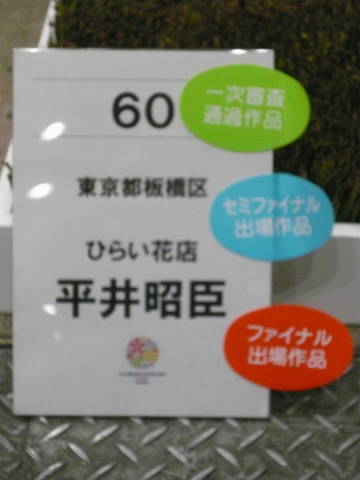 60
一次審査
通過作品
東京都板橋区
セミファイナル
出場作品
ひらい花店
平井昭臣
ファイナル
出場作品